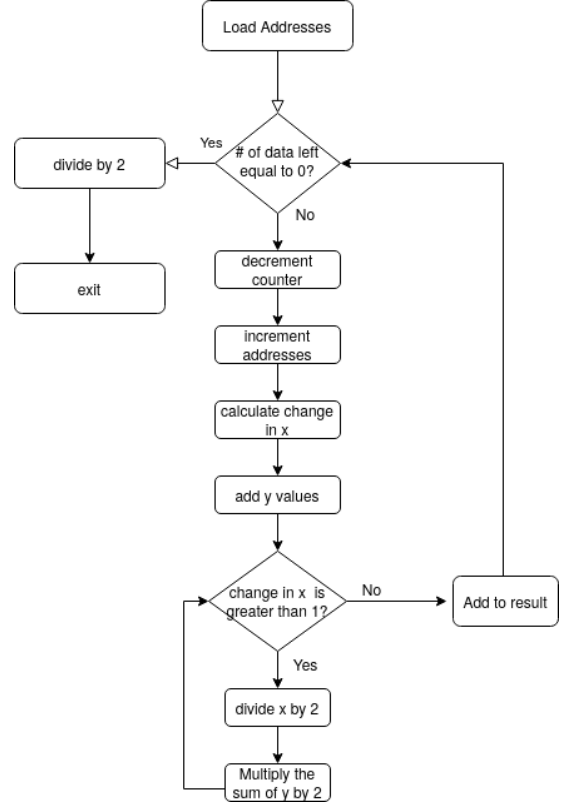 Load Addresses
Yes
# of data left
equal to 0?
divide by 2
No
decrement
counter
exit
increment
addresses
calculate change
in x
add y values
change in x is
greater than 1?
No
Add to result
Yes
divide x by 2
Multiply the
sum of y by 2